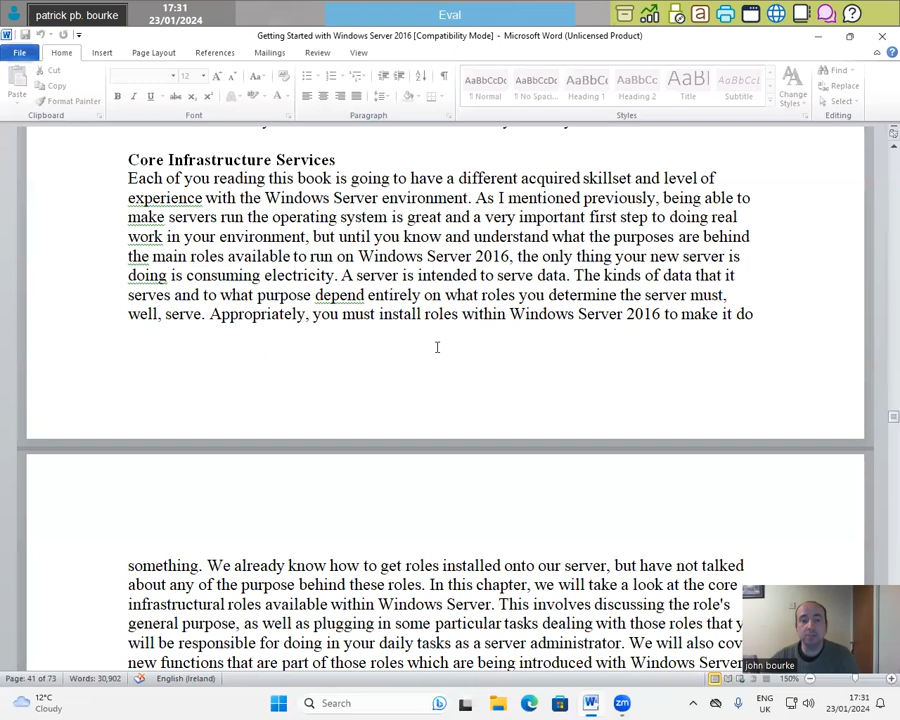 patrick pb. bourke
17:31
23/01/2024
Eval
Getting Started with Windows Server 2016 [Compatibility Mode] - Microsoft Word (Unlicensed Product)
File Home Insert Page Layout References Mailings Review View
Paste
Cut
Copy
Format Painter
Clipboard
12
Font
Paragraph
AaBbCcDc AaBbCcDc AaBbCc AaBbCc AaBl AaBbCcl
¶ Normal ¶ No Spaci... Heading 1 Heading 2 Title Subtitle
Change
Styles
Styles
Find
Replace
Select
Editing
Core Infrastructure Services
Each of you reading this book is going to have a different acquired skillset and level of
experience with the Windows Server environment. As I mentioned previously, being able to
make servers run the operating system is great and a very important first step to doing real
work in your environment, but until you know and understand what the purposes are behind
the main roles available to run on Windows Server 2016, the only thing your new server is
doing is consuming electricity. A server is intended to serve data. The kinds of data that it
serves and to what purpose depend entirely on what roles you determine the server must,
well, serve. Appropriately, you must install roles within Windows Server 2016 to make it do
something. We already know how to get roles installed onto our server, but have not talked
about any of the purpose behind these roles. In this chapter, we will take a look at the core
infrastructural roles available within Windows Server. This involves discussing the role's
general purpose, as well as plugging in some particular tasks dealing with those roles that y
will be responsible for doing in your daily tasks as a server administrator. We will also cov
new functions that are part of those roles which are being introduced with Windows Server
john bourke
Page: 41 of 73 Words: 30,902 English (Ireland) 150%
12°C
Cloudy
Search
ENG
UK
17:31
23/01/2024